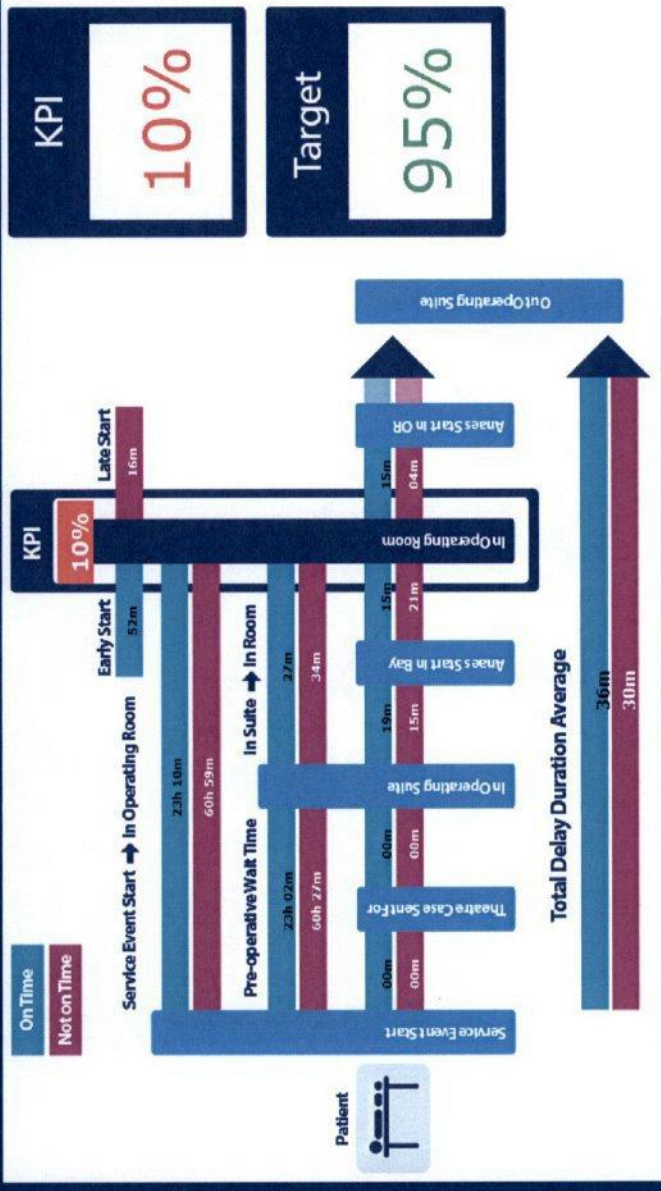 On Time
Not on Time
KPI
10%
KPI
10%
Target
95%
Early Start
Late Start
52m
16m
Service Event Start → In Operating Room
23h 10m
60h 59m
Pre-operative Wait Time
In Suite → In Room
23h 02m
27m
60h 27m
34m
Patient
Service Event Start
Theatre Case Sent For
In Operating Suite
Anaes Start In Bay
In Operating Room
Anaes Start In OR
Out Operating Suite
00m
00m
19m
15m
15m
00m
00m
15m
21m
04m
Total Delay Duration Average
36m
30m